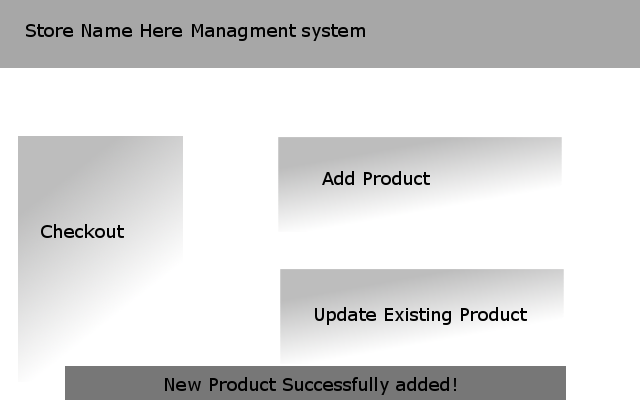 Store Name Here Managment system
Add Product
Checkout
Update Existing Product
New Product Successfully added!